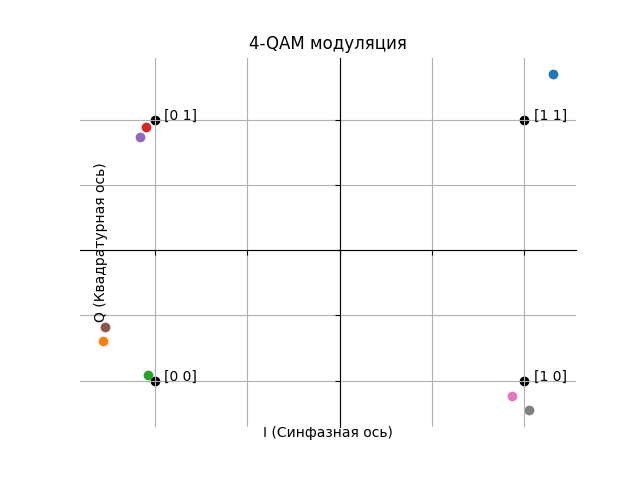 4-QAM модуляция
[0 1]
[1 1]
Q (Квадратурная ось)
[0 0]
[1 0]
I (Синфазная ось)